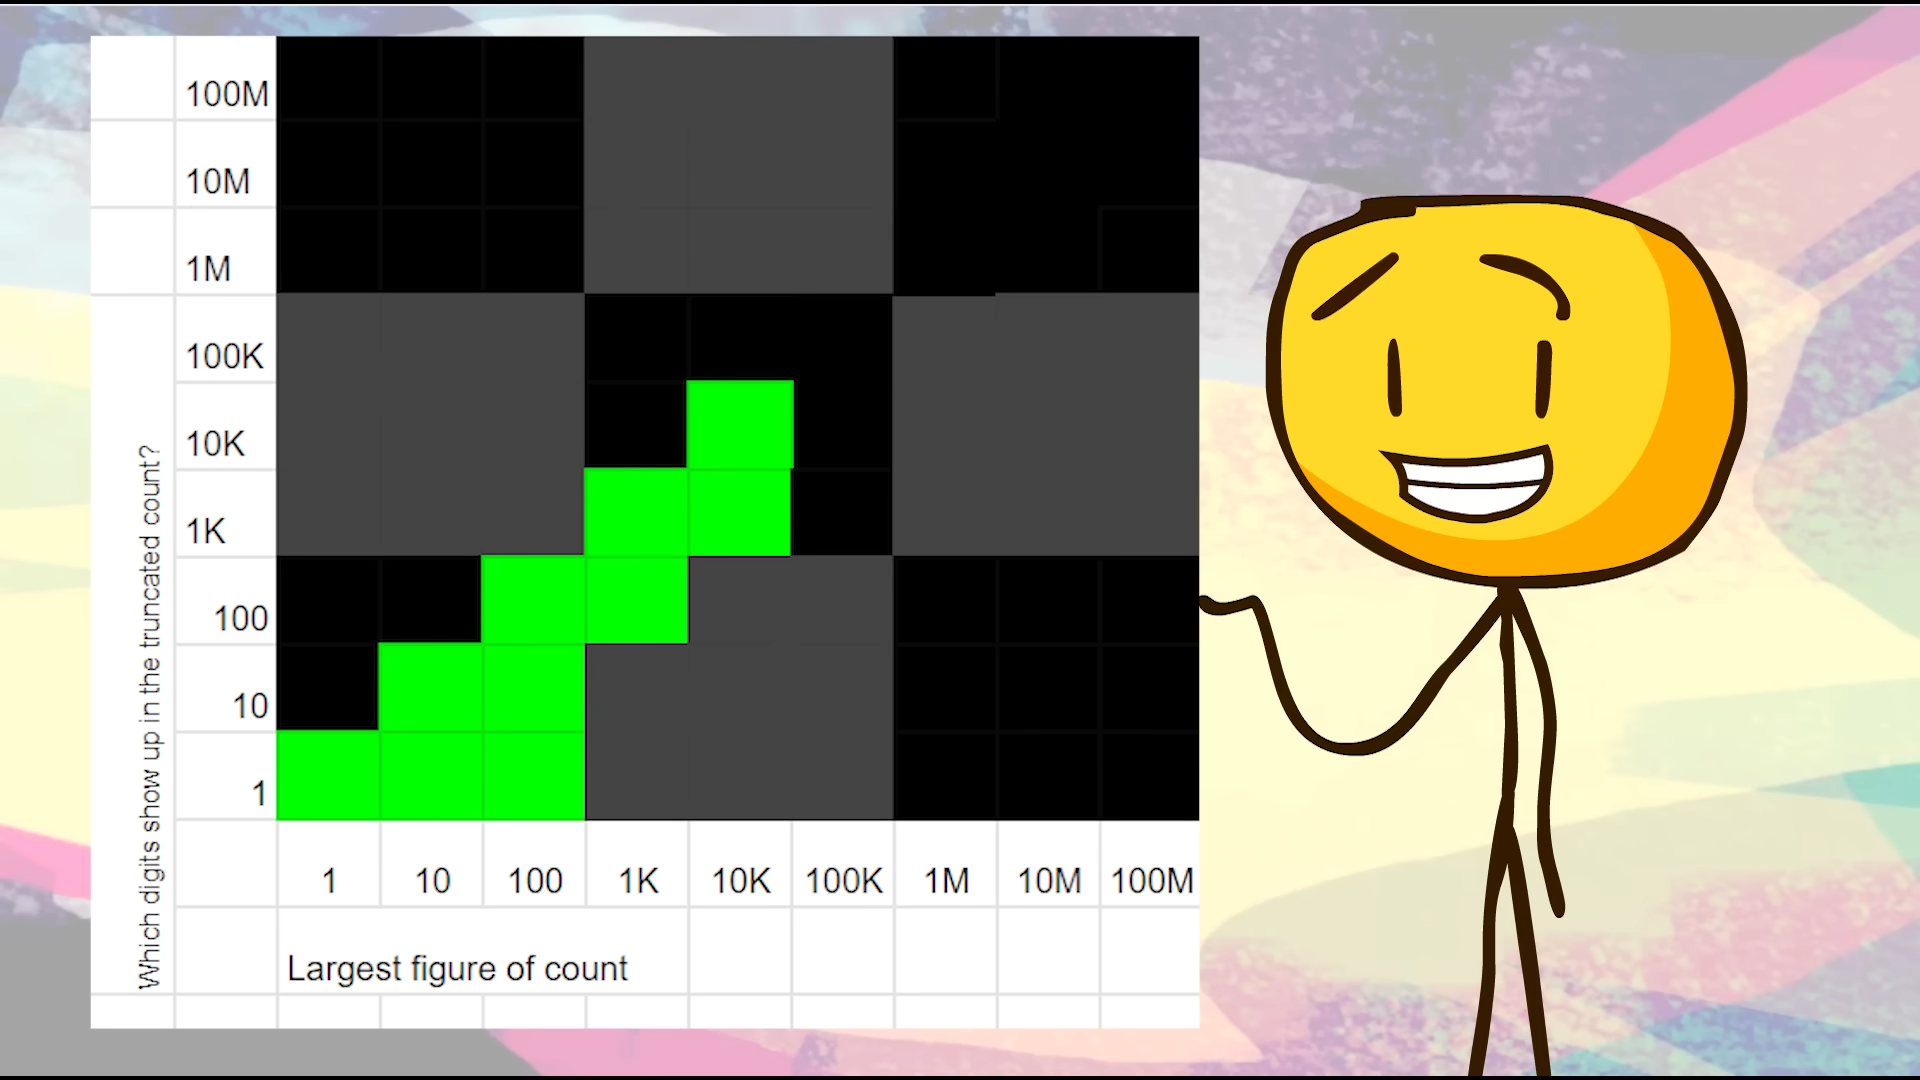 100M
10M
1M
100K
10K
1K
100
10
1
Which digits show up in the truncated count?
1 10 100 1K 10K 100K 1M 10M 100M
Largest figure of count